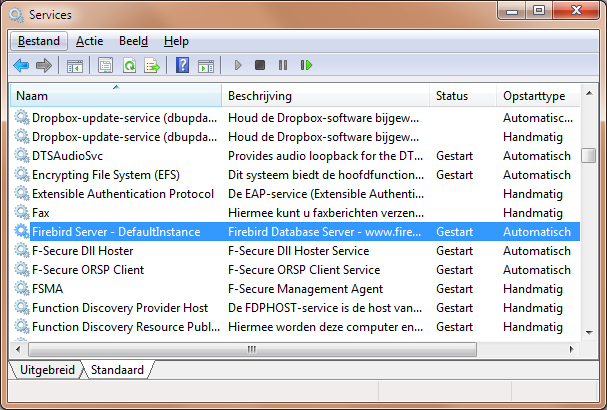 Services
Bestand Actie Beeld Help
Naam Beschrijving Status Opstarttype
Dropbox-update-service (dbupda... Houd de Dropbox-software bijgew... Automatisc...
Dropbox-update-service (dbupda... Houd de Dropbox-software bijgew... Handmatig
DTSAudioSvc Provides audio loopback for the DT... Gestart Automatisch
Encrypting File System (EFS) Dit systeem biedt de hoofdfunction... Gestart Automatisch
Extensible Authentication Protocol De EAP-service (Extensible Authenti... Handmatig
Fax Hiermee kunt u faxberichten verzen... Handmatig
Firebird Server - DefaultInstance Firebird Database Server - www.fire... Gestart Automatisch
F-Secure Dll Hoster F-Secure Dll Hoster Service Gestart Automatisch
F-Secure ORSP Client F-Secure ORSP Client Service Gestart Automatisch
FSMA F-Secure Management Agent Gestart Handmatig
Function Discovery Provider Host De FDPHOST-service is de host van... Gestart Handmatig
Function Discovery Resource Publ... Hiermee worden deze computer en... Gestart Handmatig
Uitgebreid Standaard